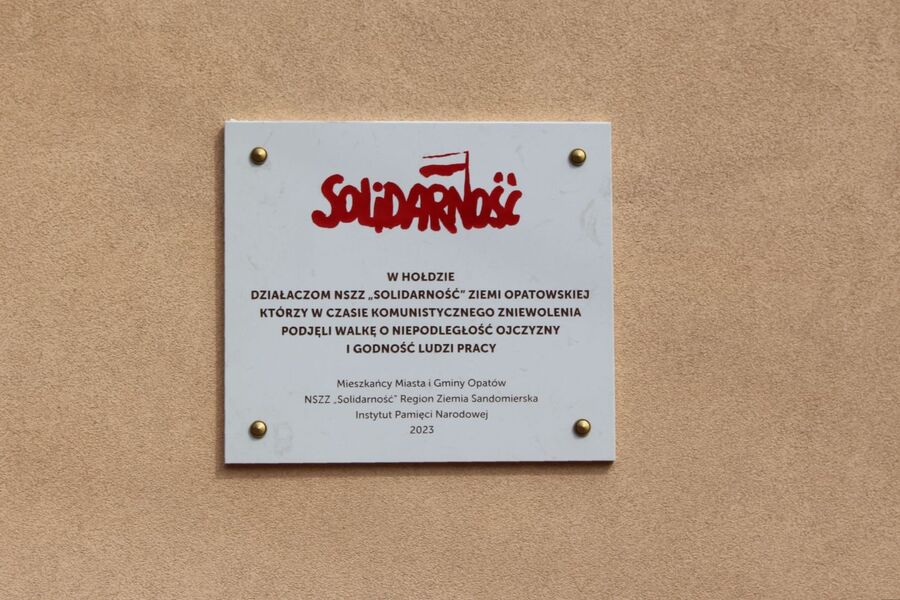 SOLiDARNOŚĆ
W HOŁDZIE
DZIAŁACZOM NSZZ „SOLIDARNOŚĆ” ZIEMI OPATOWSKIEJ
KTÓRZY W CZASIE KOMUNISTYCZNEGO ZNIEWOLENIA
PODJĘLI WALKĘ O NIEPODLEGŁOŚĆ OJCZYZNY
I GODNOŚĆ LUDZI PRACY
Mieszkańcy Miasta i Gminy Opatów
NSZZ „Solidarność” Region Ziemia Sandomierska
Instytut Pamięci Narodowej
2023